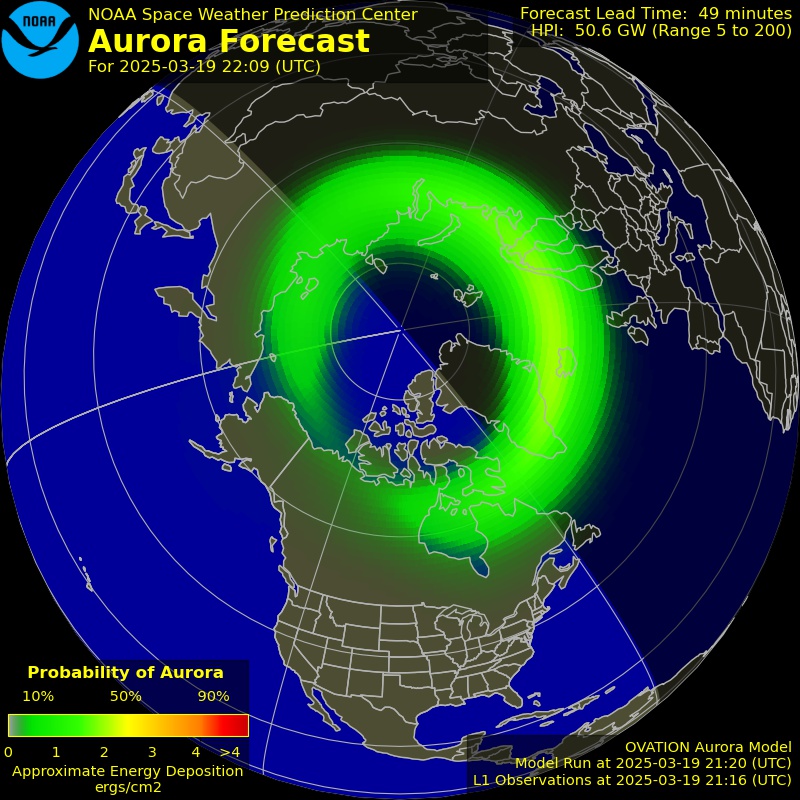 NOAA
NOAA Space Weather Prediction Center
Aurora Forecast
For 2025-03-19 22:09 (UTC)
Forecast Lead Time: 49 minutes
HPI: 50.6 GW (Range 5 to 200)
Probability of Aurora
10% 50% 90%
0 1 2 3 4 >4
Approximate Energy Deposition
ergs/cm2
OVATION Aurora Model
Model Run at 2025-03-19 21:20 (UTC)
L1 Observations at 2025-03-19 21:16 (UTC)